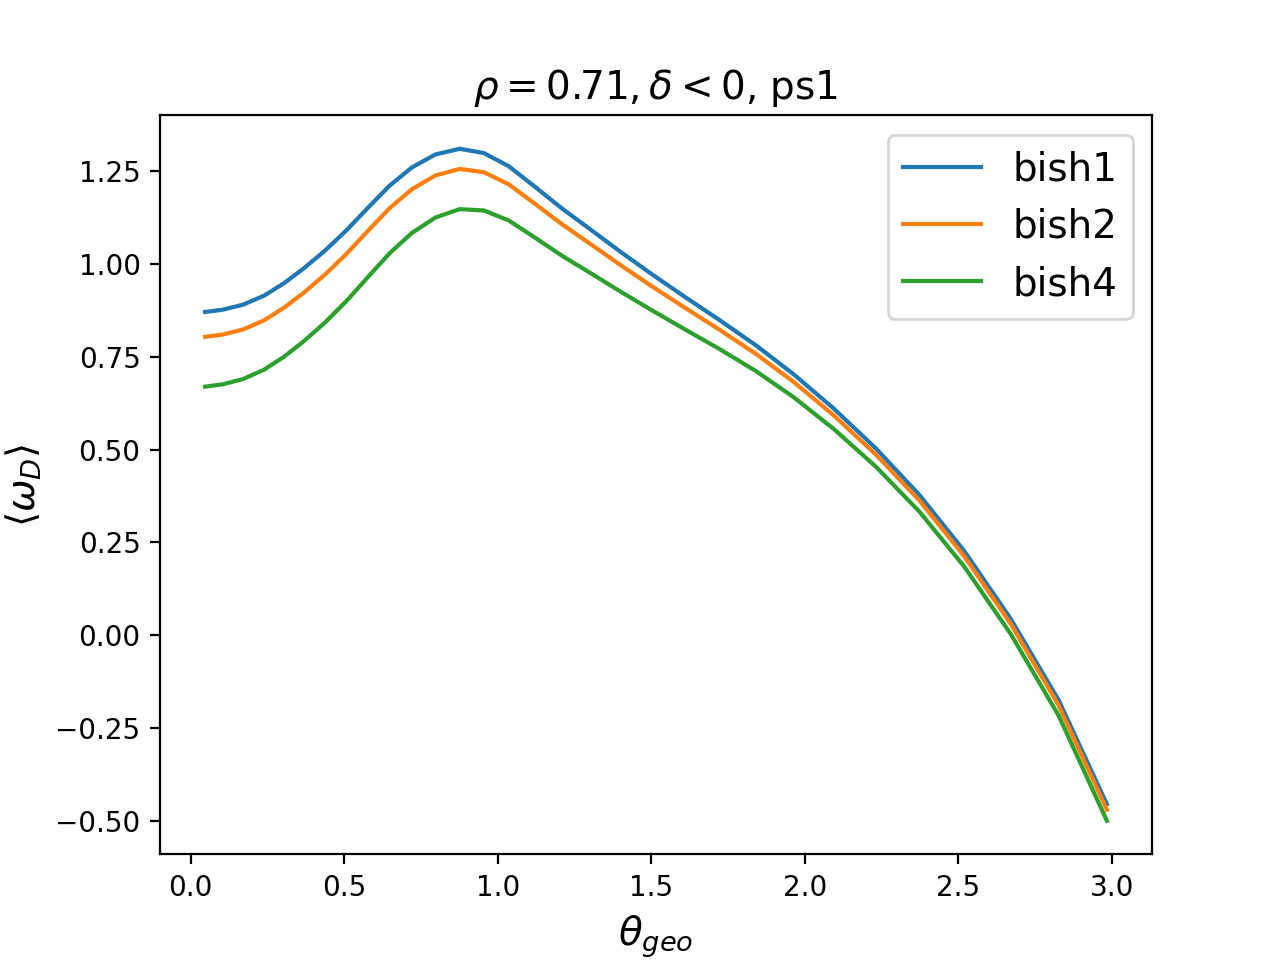 ρ = 0.71, δ < 0, ps1
bish1
bish2
bish4
1.25
1.00
0.75
0.50
0.25
0.00
−0.25
−0.50
⟨ω_D⟩
0.0 0.5 1.0 1.5 2.0 2.5 3.0
θ_geo